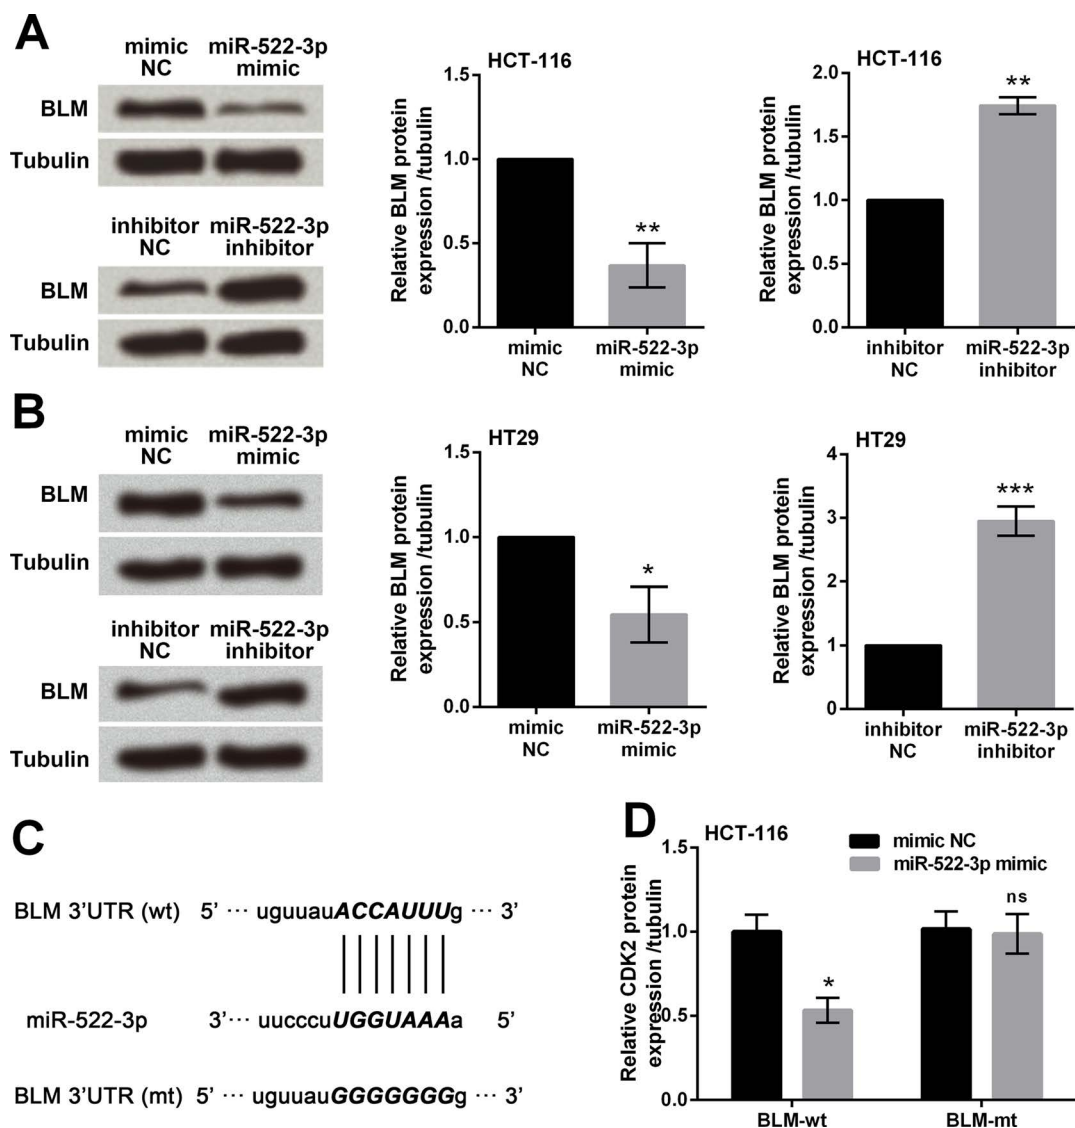 A
mimic NC miR-522-3p mimic
BLM
Tubulin
inhibitor NC miR-522-3p inhibitor
BLM
Tubulin
HCT-116
Relative BLM protein
expression /tubulin
1.5
1.0
0.5
0.0
**
mimic NC miR-522-3p mimic
HCT-116
Relative BLM protein
expression /tubulin
2.0
1.5
1.0
0.5
0.0
**
inhibitor NC miR-522-3p inhibitor
B
mimic NC miR-522-3p mimic
BLM
Tubulin
inhibitor NC miR-522-3p inhibitor
BLM
Tubulin
HT29
Relative BLM protein
expression /tubulin
1.5
1.0
0.5
0.0
*
mimic NC miR-522-3p mimic
HT29
Relative BLM protein
expression /tubulin
4
3
2
1
0
***
inhibitor NC miR-522-3p inhibitor
C
BLM 3'UTR (wt) 5' ··· uguuauACCAUUUg ··· 3'
miR-522-3p 3'··· uucccuUGGUAAAa 5'
BLM 3'UTR (mt) 5' ··· uguuauGGGGGGGg ··· 3'
D
HCT-116
mimic NC
miR-522-3p mimic
Relative CDK2 protein
expression /tubulin
1.5
1.0
0.5
0.0
*
ns
BLM-wt BLM-mt